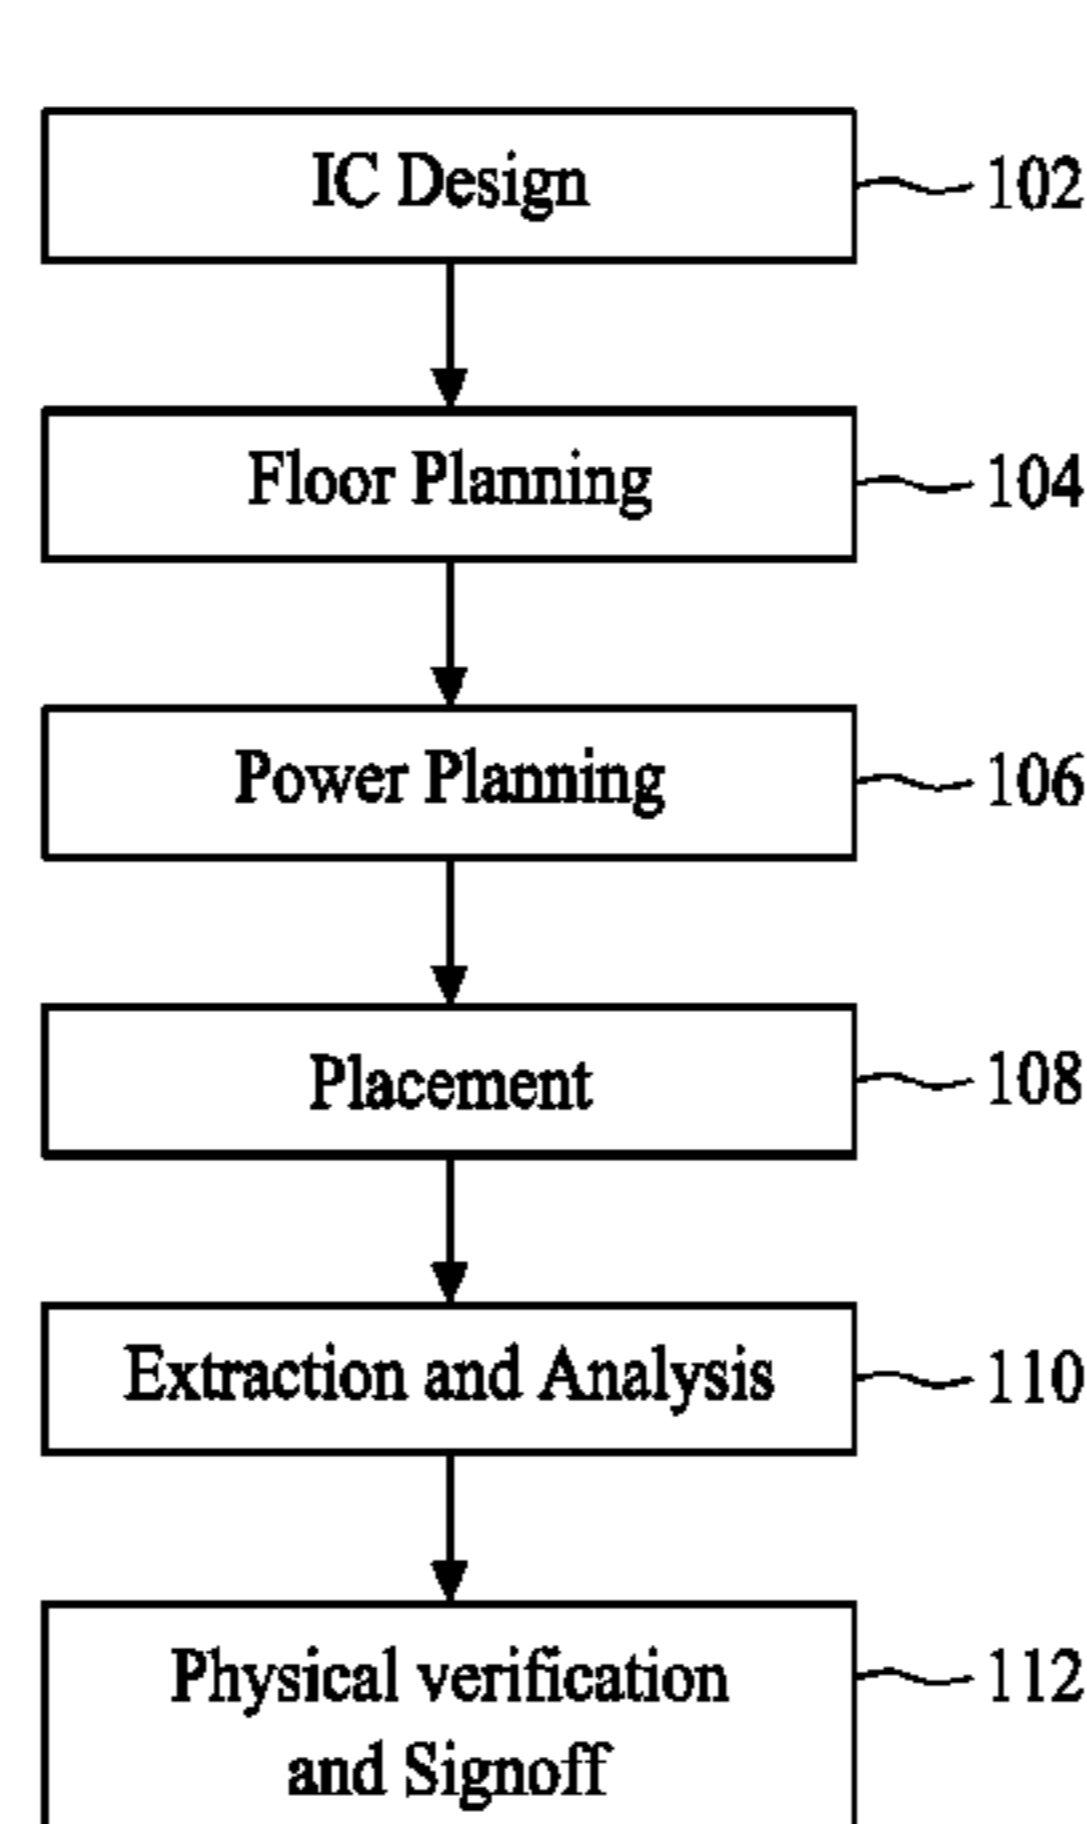 IC Design
102
Floor Planning
104
Power Planning
106
Placement
108
Extraction and Analysis
110
Physical verification
112
and Signoff